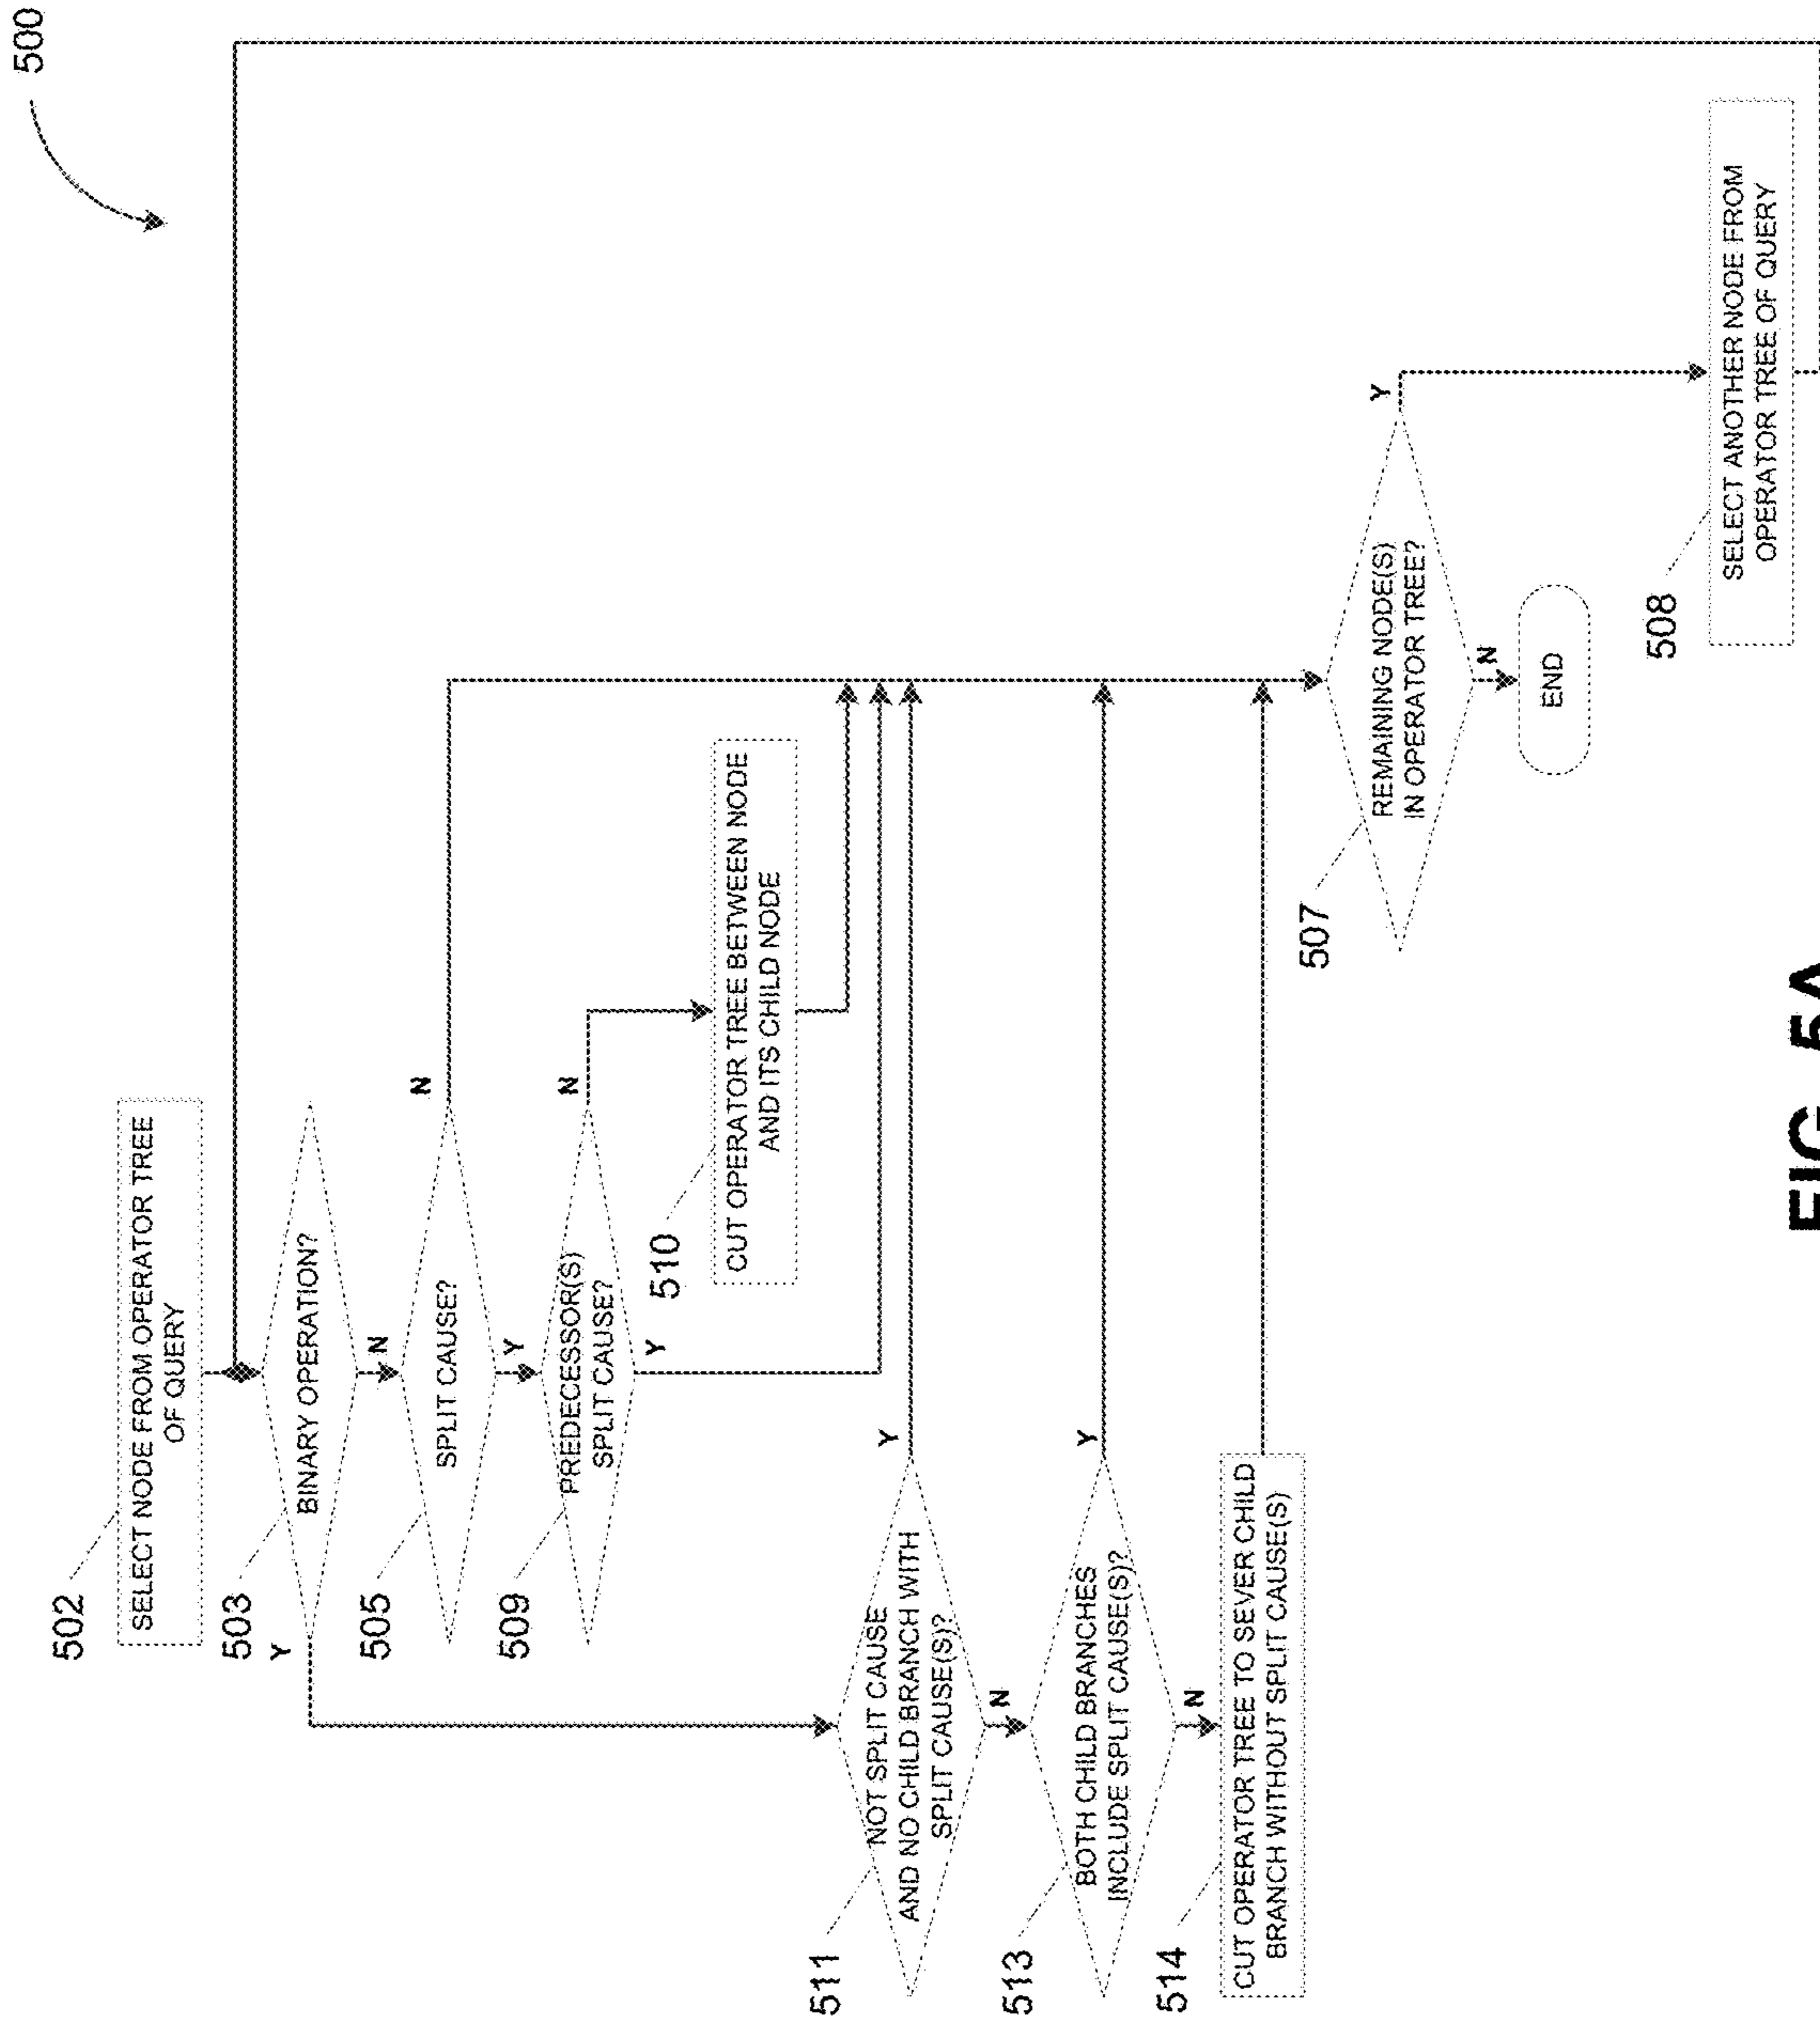 500
502
SELECT NODE FROM OPERATOR TREE
OF QUERY
503
BINARY OPERATION?
Y
N
505
SPLIT CAUSE?
N
Y
509
PREDECESSOR(S)
SPLIT CAUSE?
N
Y
510
CUT OPERATOR TREE BETWEEN NODE
AND ITS CHILD NODE
511
NOT SPLIT CAUSE
AND NO CHILD BRANCH WITH
SPLIT CAUSE(S)?
Y
N
513
BOTH CHILD BRANCHES
INCLUDE SPLIT CAUSE(S)?
Y
N
514
CUT OPERATOR TREE TO SEVER CHILD
BRANCH WITHOUT SPLIT CAUSE(S)
507
REMAINING NODE(S)
IN OPERATOR TREE?
Y
N
END
508
SELECT ANOTHER NODE FROM
OPERATOR TREE OF QUERY
FIG. 5A